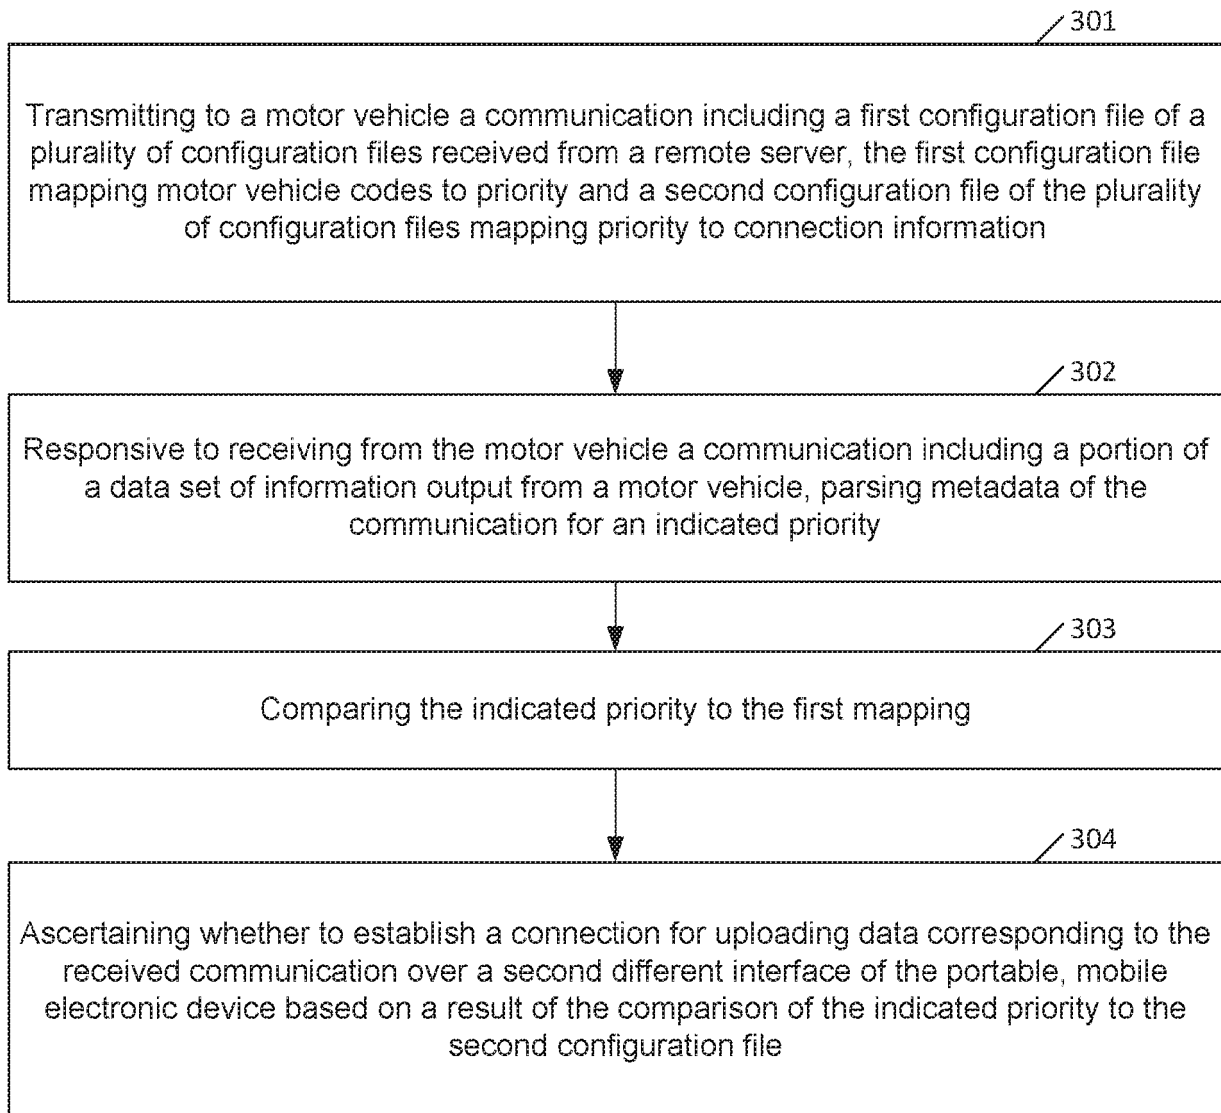 301
Transmitting to a motor vehicle a communication including a first configuration file of a
plurality of configuration files received from a remote server, the first configuration file
mapping motor vehicle codes to priority and a second configuration file of the plurality
of configuration files mapping priority to connection information
302
Responsive to receiving from the motor vehicle a communication including a portion of
a data set of information output from a motor vehicle, parsing metadata of the
communication for an indicated priority
303
Comparing the indicated priority to the first mapping
304
Ascertaining whether to establish a connection for uploading data corresponding to the
received communication over a second different interface of the portable, mobile
electronic device based on a result of the comparison of the indicated priority to the
second configuration file